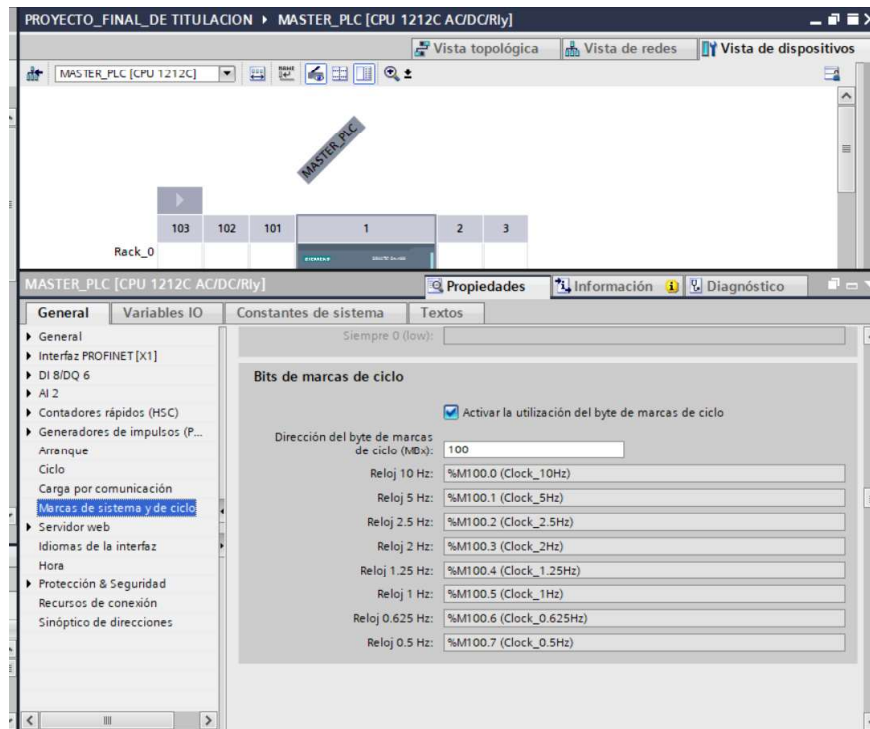 PROYECTO_FINAL_DE TITULACION ▸ MASTER_PLC [CPU 1212C AC/DC/Rly]
Vista topológica
Vista de redes
Vista de dispositivos
MASTER_PLC [CPU 1212C]
MASTER_PLC
103 102 101 1 2 3
Rack_0
SIEMENS
MASTER_PLC [CPU 1212C AC/DC/Rly]
Propiedades
Información
Diagnóstico
General
Variables IO
Constantes de sistema
Textos
General
Interfaz PROFINET [X1]
DI 8/DQ 6
AI 2
Contadores rápidos (HSC)
Generadores de impulsos (P...
Arranque
Ciclo
Carga por comunicación
Marcas de sistema y de ciclo
Servidor web
Idiomas de la interfaz
Hora
Protección & Seguridad
Recursos de conexión
Sinóptico de direcciones
Siempre 0 (low):
Bits de marcas de ciclo
Activar la utilización del byte de marcas de ciclo
Dirección del byte de marcas
de ciclo (MBx): 100
Reloj 10 Hz: %M100.0 (Clock_10Hz)
Reloj 5 Hz: %M100.1 (Clock_5Hz)
Reloj 2.5 Hz: %M100.2 (Clock_2.5Hz)
Reloj 2 Hz: %M100.3 (Clock_2Hz)
Reloj 1.25 Hz: %M100.4 (Clock_1.25Hz)
Reloj 1 Hz: %M100.5 (Clock_1Hz)
Reloj 0.625 Hz: %M100.6 (Clock_0.625Hz)
Reloj 0.5 Hz: %M100.7 (Clock_0.5Hz)